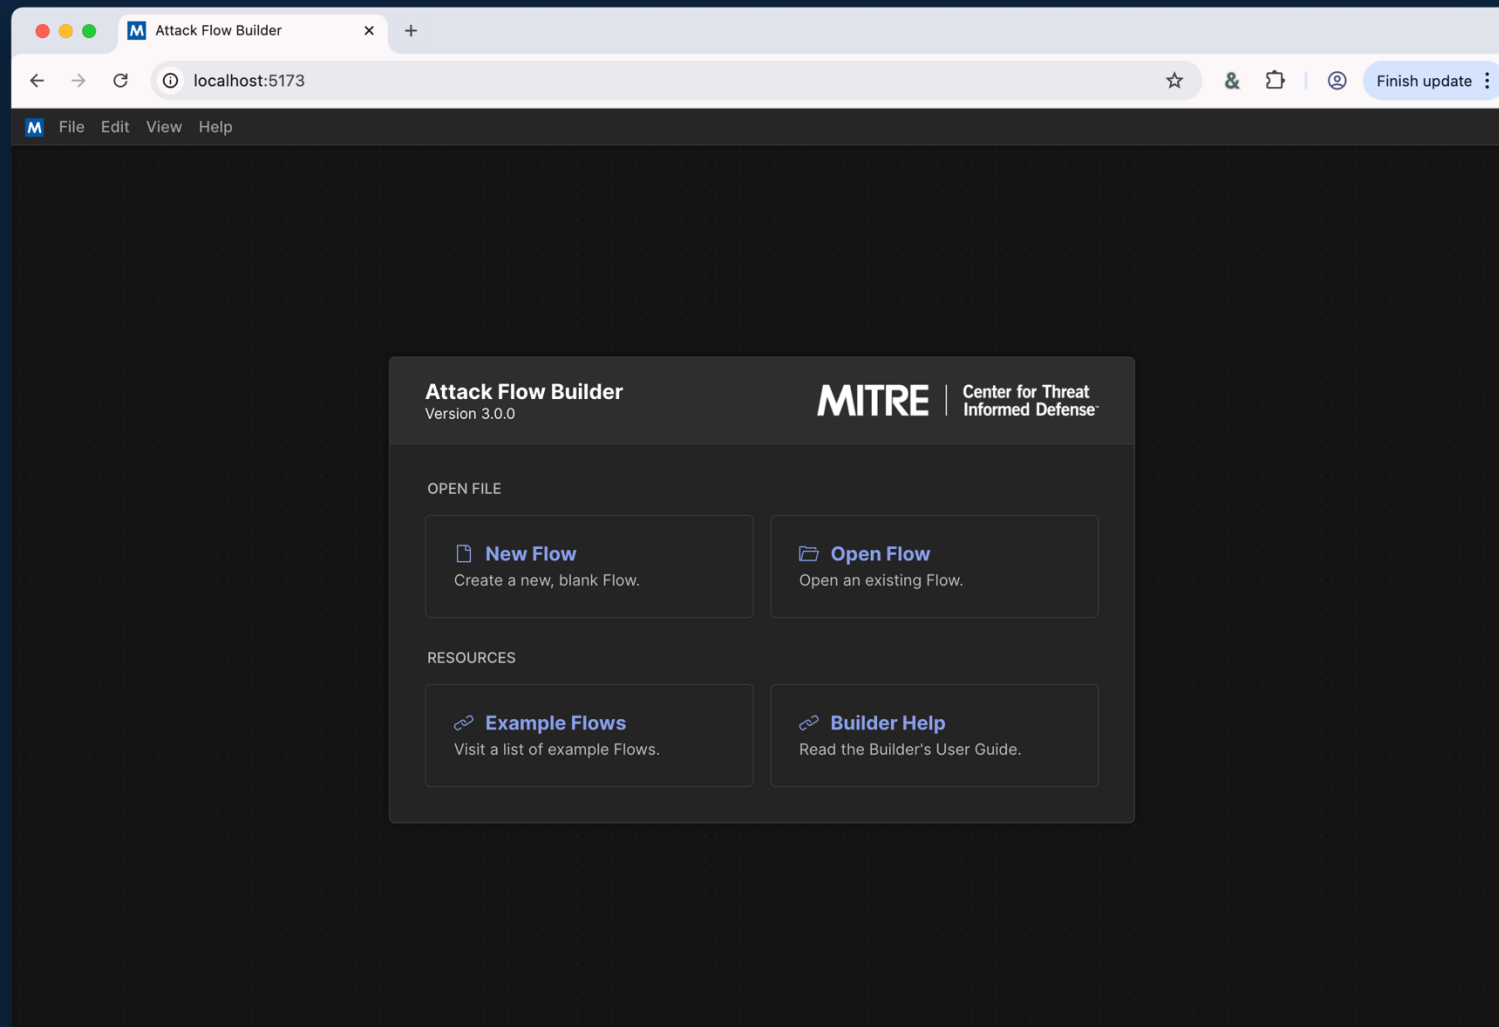 Attack Flow Builder
localhost:5173
Finish update
M File Edit View Help
Attack Flow Builder
Version 3.0.0
MITRE | Center for Threat
Informed Defense™
OPEN FILE
New Flow
Create a new, blank Flow.
Open Flow
Open an existing Flow.
RESOURCES
Example Flows
Visit a list of example Flows.
Builder Help
Read the Builder's User Guide.